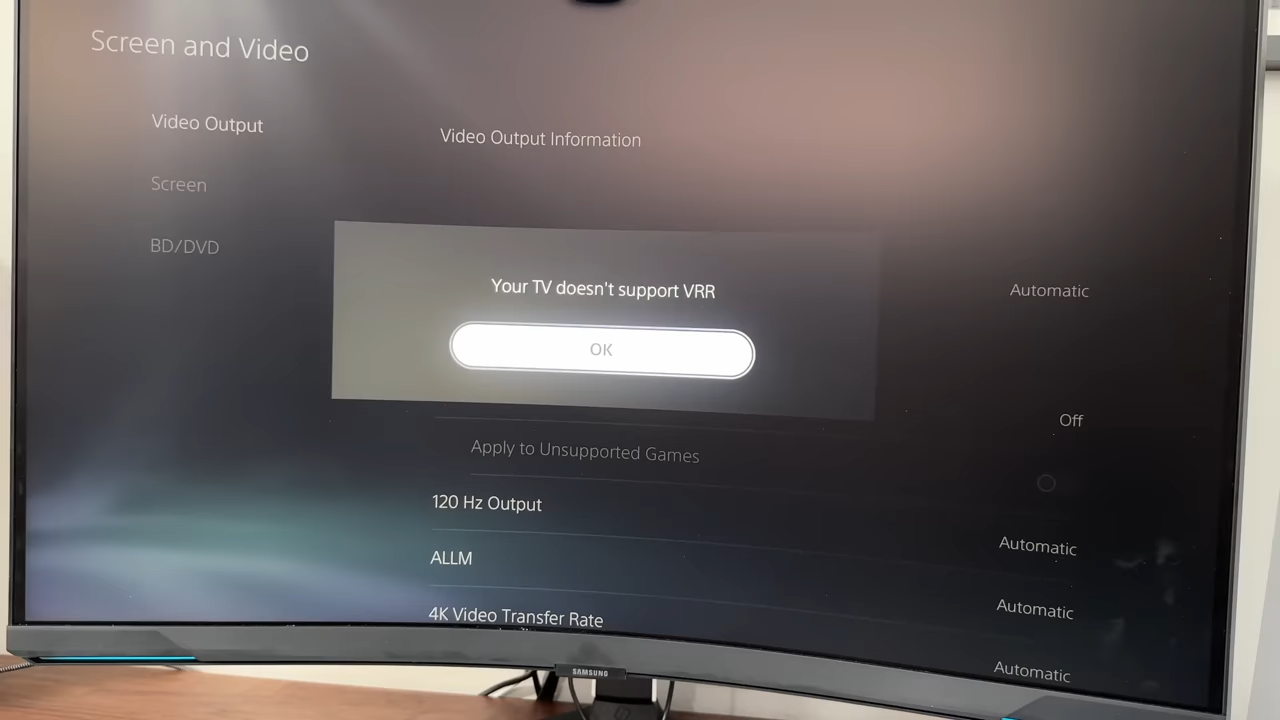 Screen and Video
Video Output
Video Output Information
Screen
BD/DVD
Your TV doesn't support VRR
OK
Automatic
Off
Apply to Unsupported Games
120 Hz Output
Automatic
ALLM
Automatic
4K Video Transfer Rate
Automatic
SAMSUNG